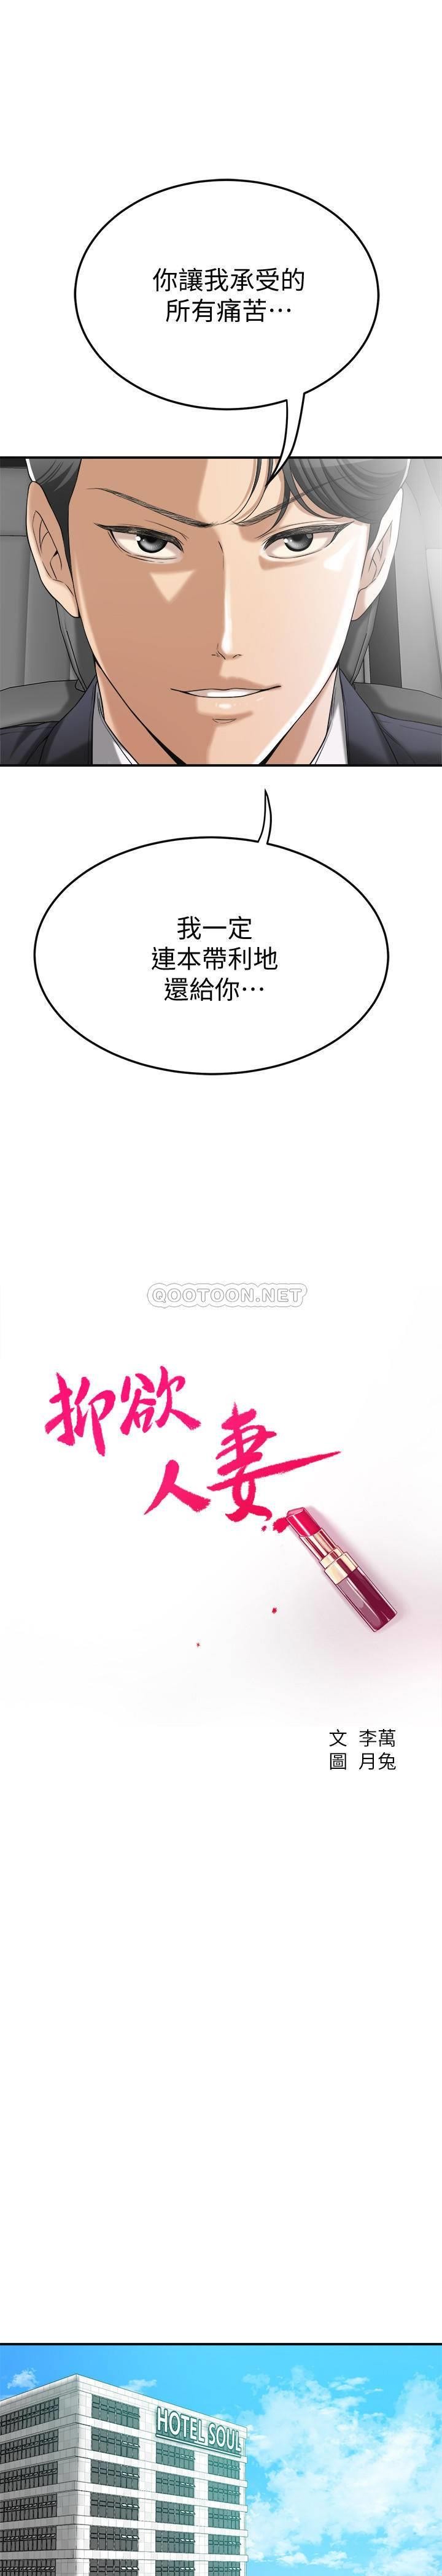 你讓我承受的
所有痛苦…
我一定
連本帶利地
還給你…
QOOTOON.NET
抑欲
人妻
文 李萬
圖 月兔
HOTEL SOUL